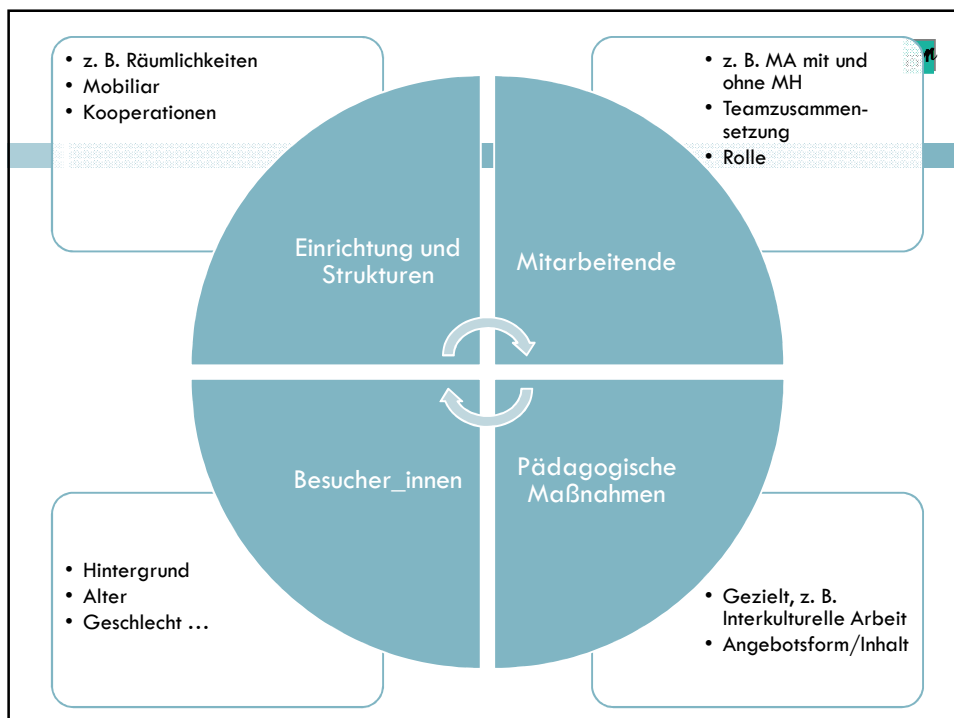 • z. B. Räumlichkeiten
• Mobiliar
• Kooperationen
• z. B. MA mit und
ohne MH
• Teamzusammen-
setzung
• Rolle
Einrichtung und
Strukturen
Mitarbeitende
Besucher_innen
Pädagogische
Maßnahmen
• Hintergrund
• Alter
• Geschlecht ...
• Gezielt, z. B.
Interkulturelle Arbeit
• Angebotsform/Inhalt